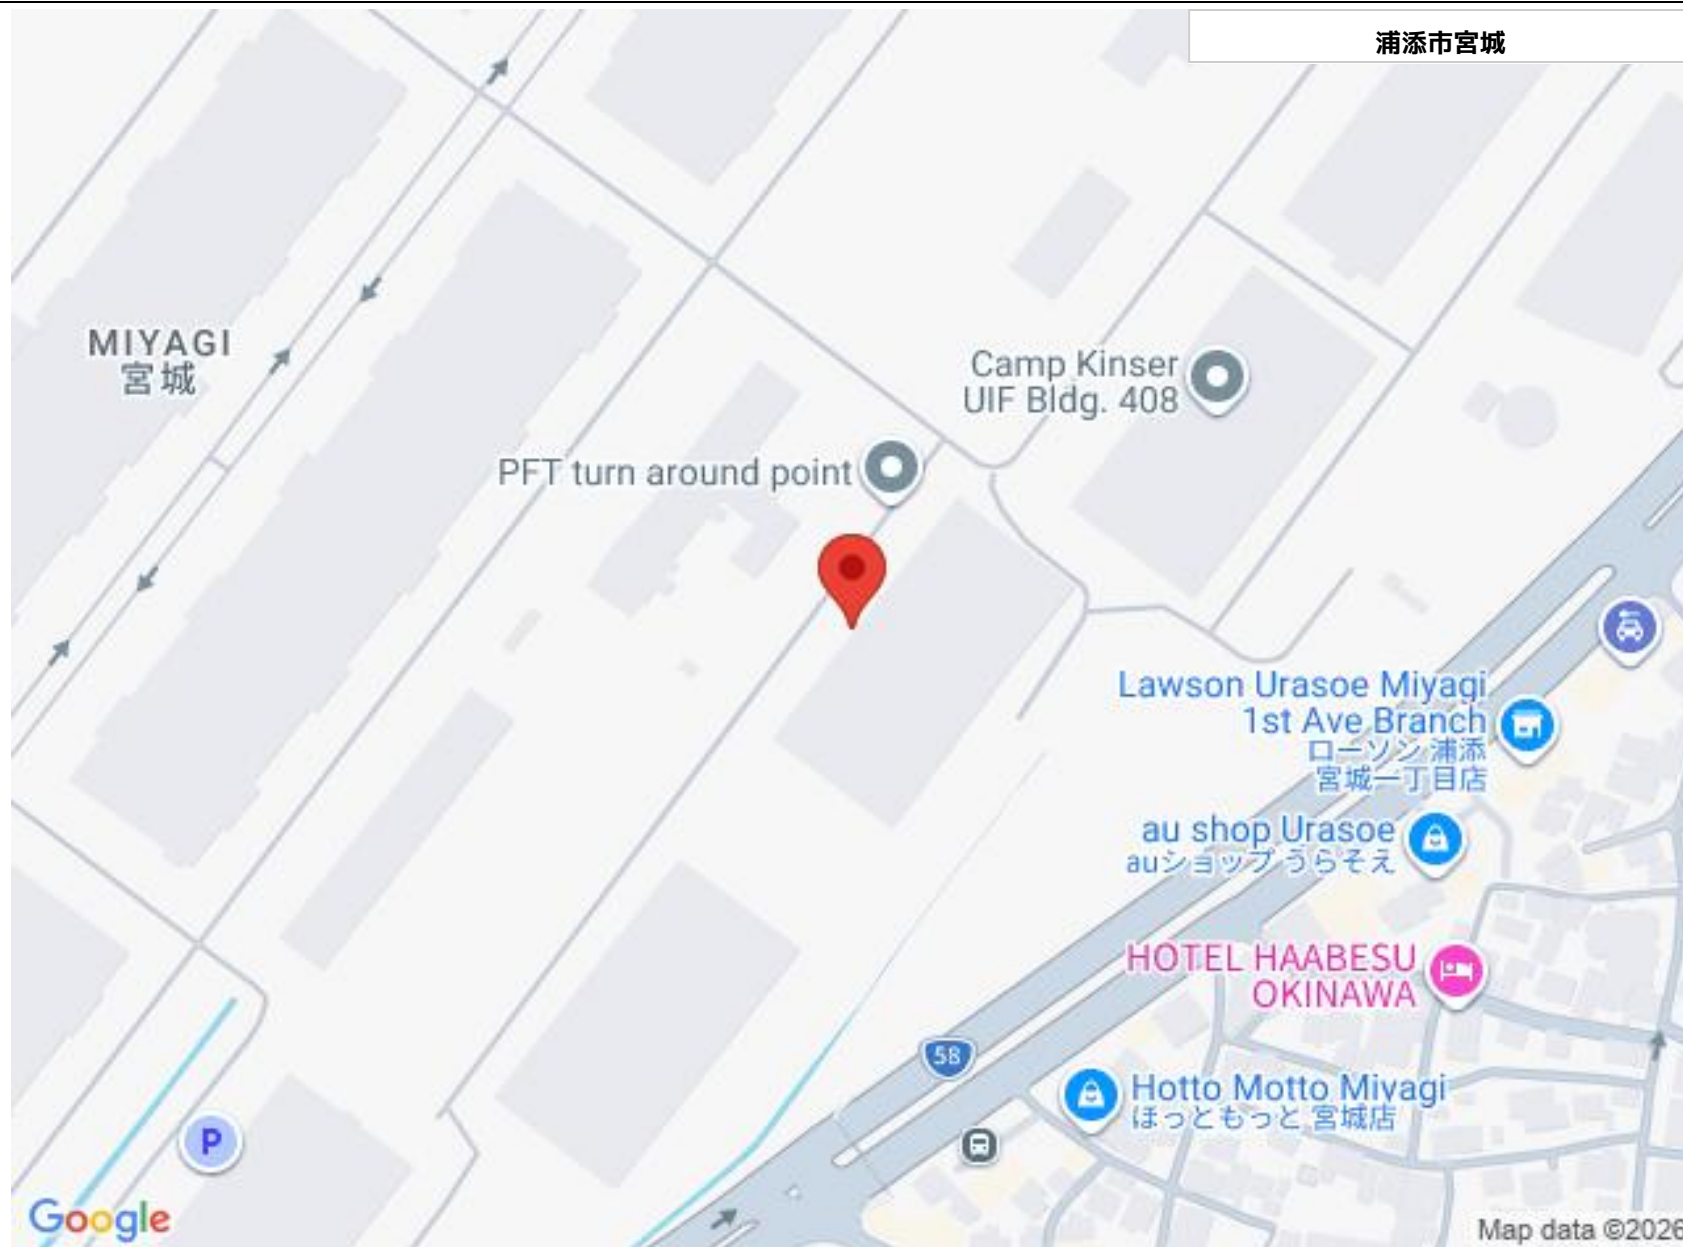 浦添市宮城
MIYAGI
宮城
Camp Kinser
UIF Bldg. 408
PFT turn around point
Lawson Urasoe Miyagi
1st Ave Branch
ローソン 浦添
宮城一丁目店
au shop Urasoe
auショップ うらそえ
HOTEL HAABESU
OKINAWA
58
Hotto Motto Miyagi
ほっともっと 宮城店
P
Google
Map data ©2026